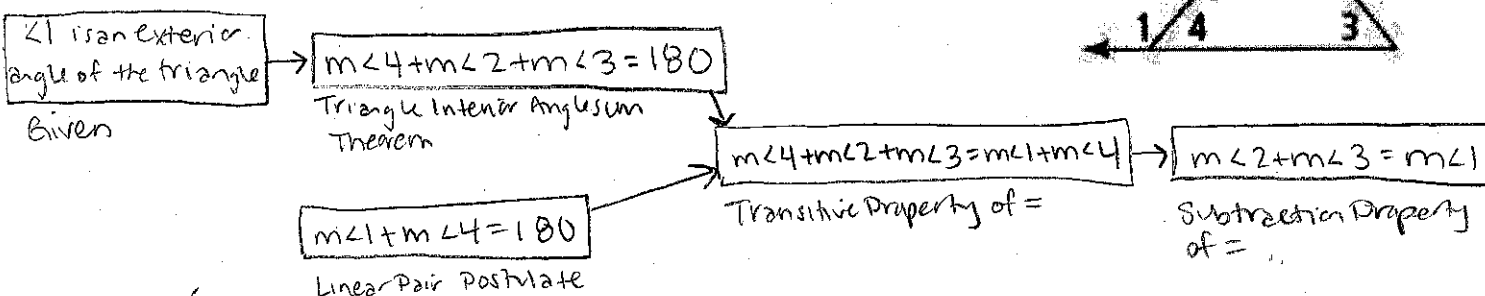 ∠1 is an exterior
angle of the triangle
Given
m∠4+m∠2+m∠3=180
Triangle Interior Anglesum
Theorem
m∠1+m∠4=180
Linear Pair Postulate
m∠4+m∠2+m∠3=m∠1+m∠4
Transitive Property of =
m∠2+m∠3=m∠1
Subtraction Property
of =
1 4 3